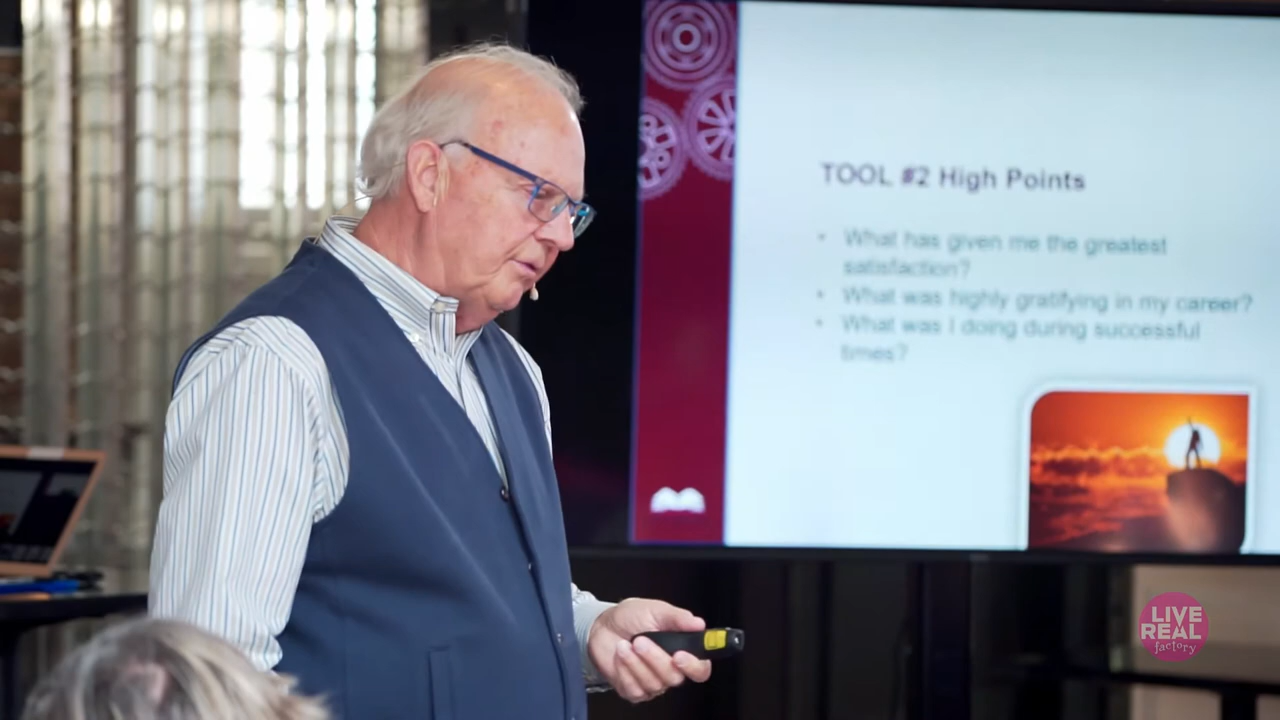 TOOL #2 High Points
• What has given me the greatest
satisfaction?
• What was highly gratifying in my career?
• What was I doing during successful
times?
LIVE
REAL
factory